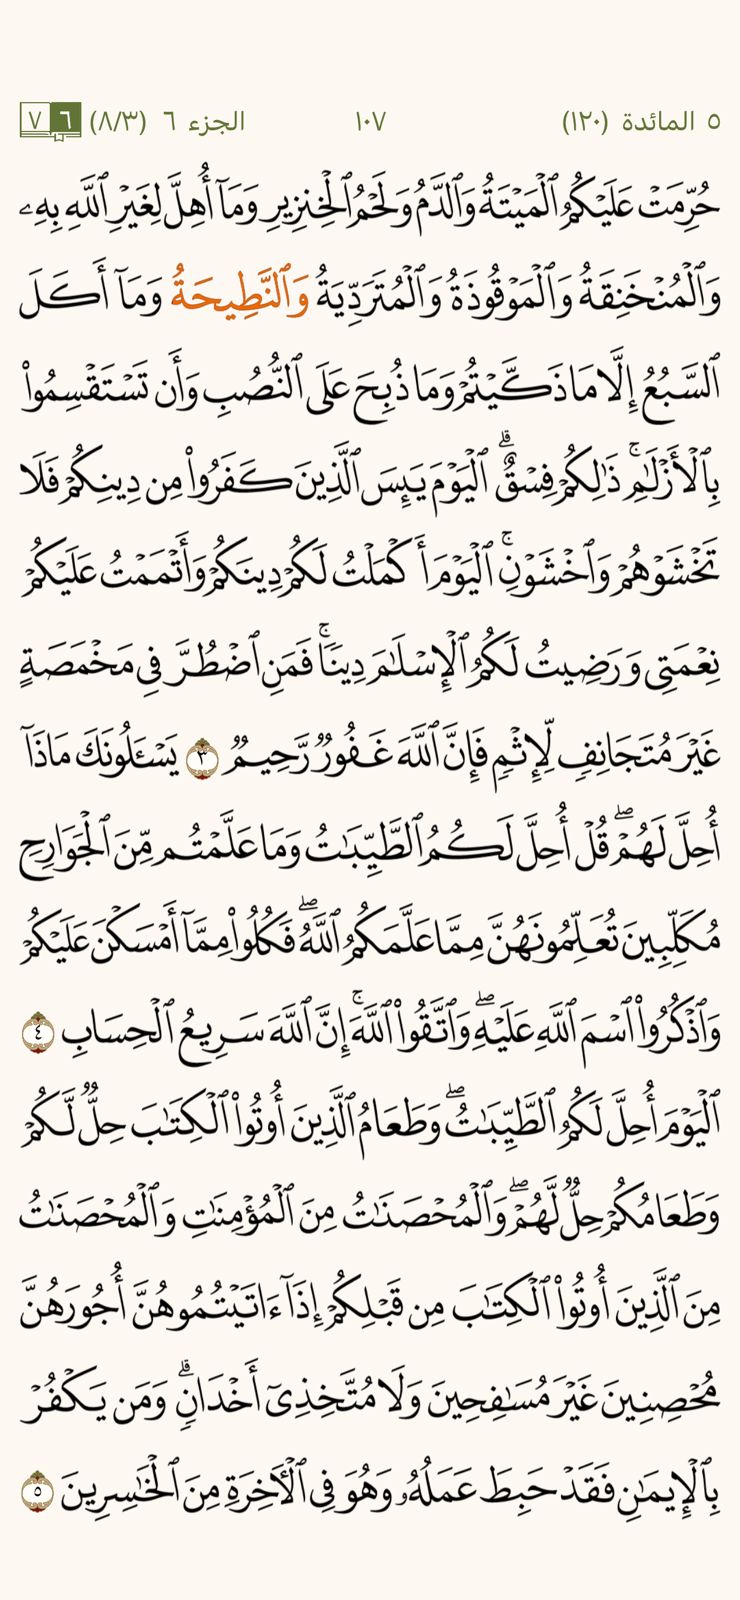 ٥ المائدة (١٢٠) ١٠٧ الجزء ٦ (٨/٣) ٦ ٧
حُرِّمَتْ عَلَيْكُمُ ٱلْمَيْتَةُ وَٱلدَّمُ وَلَحْمُ ٱلْخِنزِيرِ وَمَآ أُهِلَّ لِغَيْرِ ٱللَّهِ بِهِۦ
وَٱلْمُنْخَنِقَةُ وَٱلْمَوْقُوذَةُ وَٱلْمُتَرَدِّيَةُ وَٱلنَّطِيحَةُ وَمَآ أَكَلَ
ٱلسَّبُعُ إِلَّا مَا ذَكَّيْتُمْ وَمَا ذُبِحَ عَلَى ٱلنُّصُبِ وَأَن تَسْتَقْسِمُوا۟
بِٱلْأَزْلَٰمِ ۚ ذَٰلِكُمْ فِسْقٌ ۗ ٱلْيَوْمَ يَئِسَ ٱلَّذِينَ كَفَرُوا۟ مِن دِينِكُمْ فَلَا
تَخْشَوْهُمْ وَٱخْشَوْنِ ۚ ٱلْيَوْمَ أَكْمَلْتُ لَكُمْ دِينَكُمْ وَأَتْمَمْتُ عَلَيْكُمْ
نِعْمَتِى وَرَضِيتُ لَكُمُ ٱلْإِسْلَٰمَ دِينًا ۚ فَمَنِ ٱضْطُرَّ فِى مَخْمَصَةٍ
غَيْرَ مُتَجَانِفٍ لِّإِثْمٍ فَإِنَّ ٱللَّهَ غَفُورٌ رَّحِيمٌ ٣ يَسْـَٔلُونَكَ مَاذَآ
أُحِلَّ لَهُمْ ۖ قُلْ أُحِلَّ لَكُمُ ٱلطَّيِّبَٰتُ وَمَا عَلَّمْتُم مِّنَ ٱلْجَوَارِحِ
مُكَلِّبِينَ تُعَلِّمُونَهُنَّ مِمَّا عَلَّمَكُمُ ٱللَّهُ ۖ فَكُلُوا۟ مِمَّآ أَمْسَكْنَ عَلَيْكُمْ
وَٱذْكُرُوا۟ ٱسْمَ ٱللَّهِ عَلَيْهِ ۖ وَٱتَّقُوا۟ ٱللَّهَ ۚ إِنَّ ٱللَّهَ سَرِيعُ ٱلْحِسَابِ ٤
ٱلْيَوْمَ أُحِلَّ لَكُمُ ٱلطَّيِّبَٰتُ ۖ وَطَعَامُ ٱلَّذِينَ أُوتُوا۟ ٱلْكِتَٰبَ حِلٌّ لَّكُمْ
وَطَعَامُكُمْ حِلٌّ لَّهُمْ ۖ وَٱلْمُحْصَنَٰتُ مِنَ ٱلْمُؤْمِنَٰتِ وَٱلْمُحْصَنَٰتُ
مِنَ ٱلَّذِينَ أُوتُوا۟ ٱلْكِتَٰبَ مِن قَبْلِكُمْ إِذَآ ءَاتَيْتُمُوهُنَّ أُجُورَهُنَّ
مُحْصِنِينَ غَيْرَ مُسَٰفِحِينَ وَلَا مُتَّخِذِىٓ أَخْدَانٍ ۗ وَمَن يَكْفُرْ
بِٱلْإِيمَٰنِ فَقَدْ حَبِطَ عَمَلُهُۥ وَهُوَ فِى ٱلْـَٔاخِرَةِ مِنَ ٱلْخَٰسِرِينَ ٥